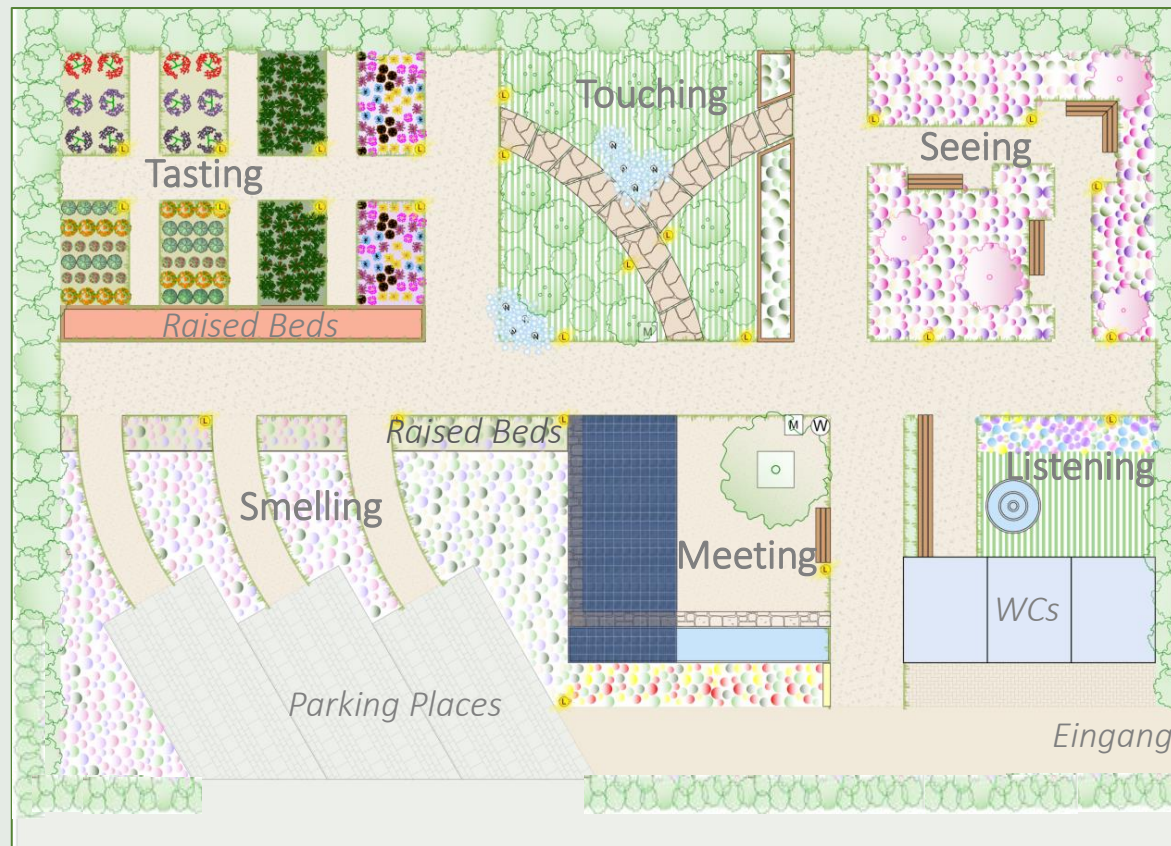 Touching
Seeing
Tasting
Raised Beds
M
Raised Beds
M W
Listening
Smelling
Meeting
WCs
Parking Places
Eingang